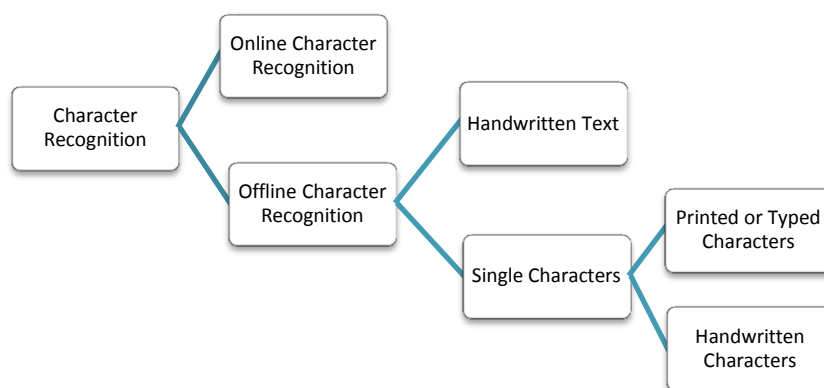 Online Character
Recognition
Character
Recognition
Handwritten Text
Offline Character
Recognition
Printed or Typed
Characters
Single Characters
Handwritten
Characters